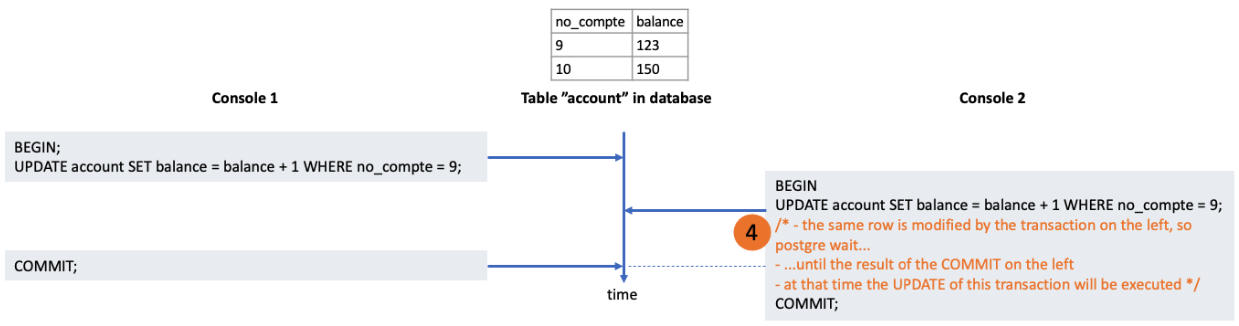 no_compte balance
9 123
10 150
Console 1
Table ”account” in database
Console 2
BEGIN;
UPDATE account SET balance = balance + 1 WHERE no_compte = 9;
BEGIN
UPDATE account SET balance = balance + 1 WHERE no_compte = 9;
4
/* - the same row is modified by the transaction on the left, so
postgre wait...
- ...until the result of the COMMIT on the left
- at that time the UPDATE of this transaction will be executed */
COMMIT;
COMMIT;
time